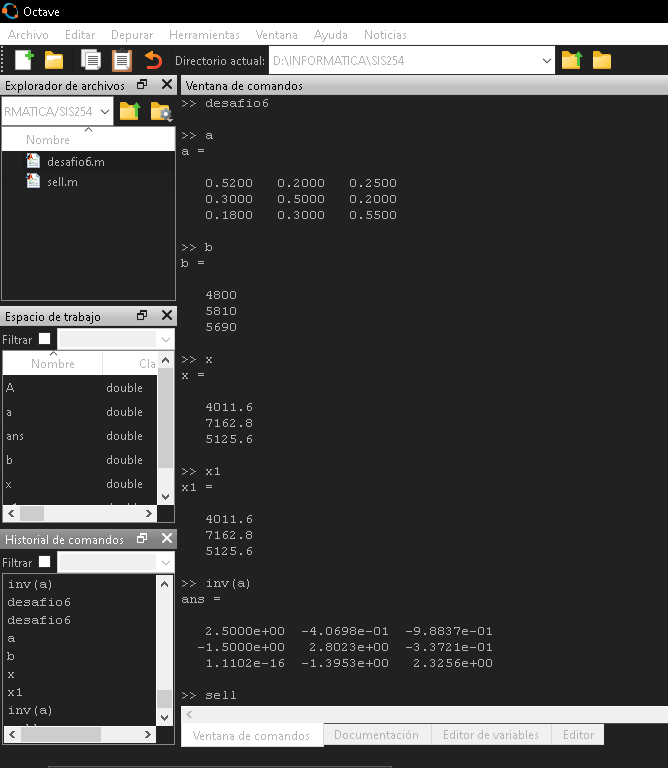 Octave
Archivo Editar Depurar Herramientas Ventana Ayuda Noticias
Directorio actual: D:\INFORMATICA\SIS254
Explorador de archivos
RMATICA/SIS254
Nombre
desafio6.m
sell.m
Espacio de trabajo
Filtrar
Nombre Cla
A double
a double
ans double
b double
x double
Historial de comandos
Filtrar
inv(a)
desafio6
desafio6
a
b
x
x1
inv(a)
Ventana de comandos
>> desafio6
>> a
a =
0.5200 0.2000 0.2500
0.3000 0.5000 0.2000
0.1800 0.3000 0.5500
>> b
b =
4800
5810
5690
>> x
x =
4011.6
7162.8
5125.6
>> x1
x1 =
4011.6
7162.8
5125.6
>> inv(a)
ans =
2.5000e+00 -4.0698e-01 -9.8837e-01
-1.5000e+00 2.8023e+00 -3.3721e-01
1.1102e-16 -1.3953e+00 2.3256e+00
>> sell
Ventana de comandos Documentación Editor de variables Editor